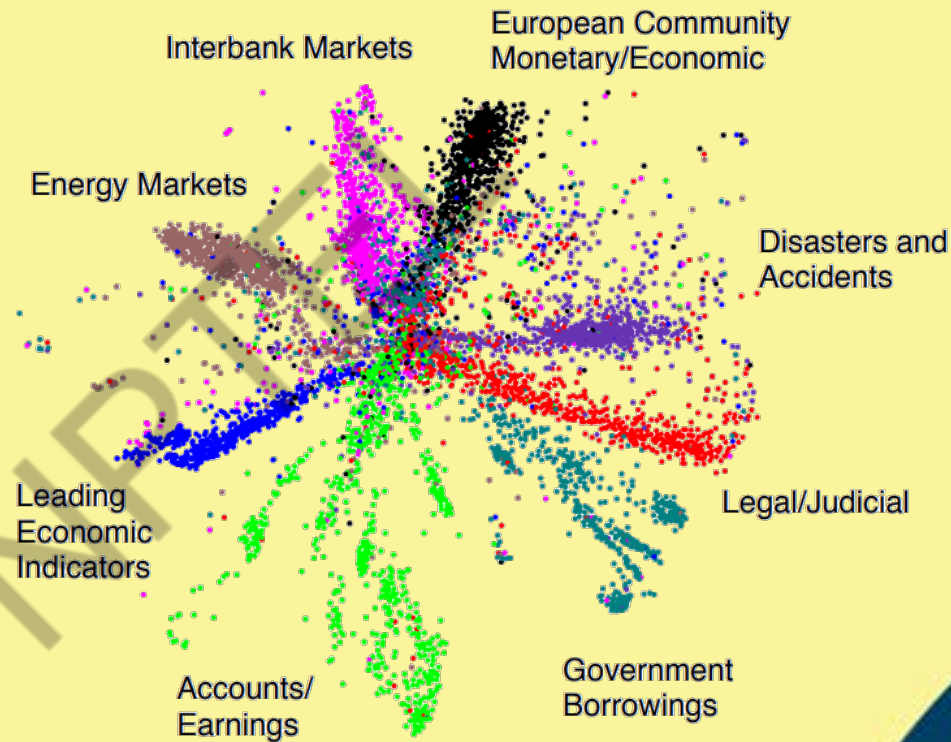 European Community
Monetary/Economic
Interbank Markets
Energy Markets
Disasters and
Accidents
Leading
Economic
Indicators
Legal/Judicial
Accounts/
Earnings
Government
Borrowings
NPTEL